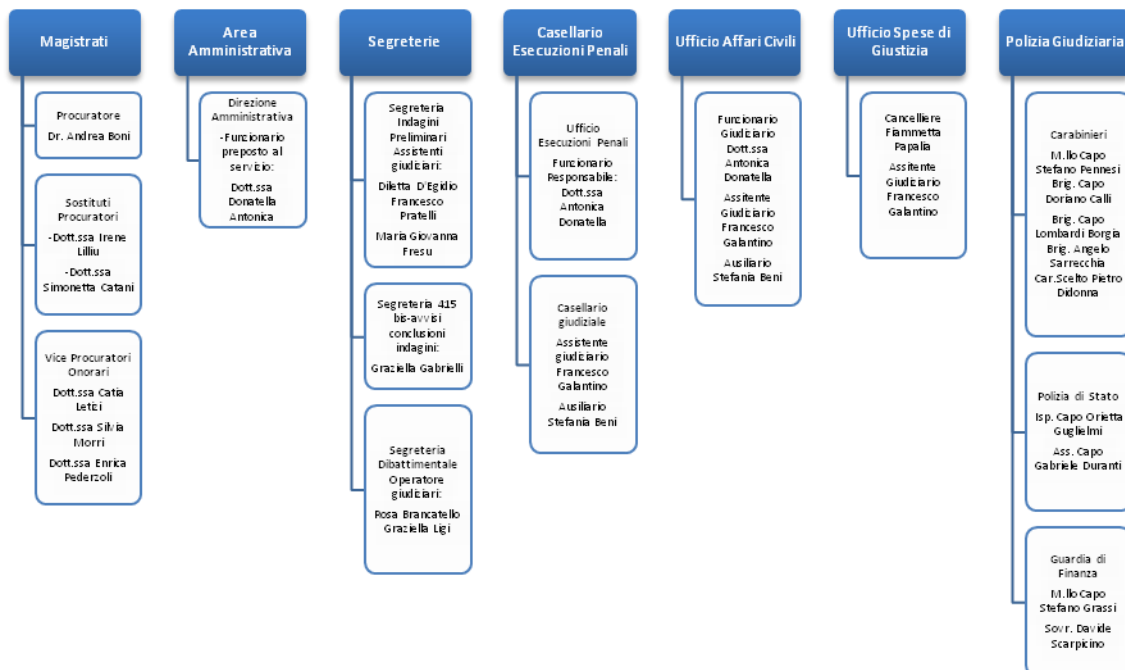 Magistrati
Procuratore
Dr. Andrea Boni
Sostituti
Procuratori
-Dott.ssa Irene
Lilliu
-Dott.ssa
Simonetta Catani
Vice Procuratori
Onorari
Dott.ssa Catia
Letizi
Dott.ssa Silvia
Morri
Dott.ssa Enrica
Pederzoli
Area
Amministrativa
Direzione
Amministrativa
-Funzionario
preposto al
servizio:
Dott.ssa
Donatella
Antonica
Segreterie
Segreteria
Indagini
Preliminari
Assistenti
giudiziari:
Diletta D'Egidio
Francesco
Pratelli
Maria Giovanna
Fresu
Segreteria 415
bis-avvisi
conclusioni
indagini:
Graziella Gabrielli
Segreteria
Dibattimentale
Operatore
giudiziari:
Rosa Brancatello
Graziella Ligi
Casellario
Esecuzioni Penali
Ufficio
Esecuzioni Penali
Funzionario
Responsabile:
Dott.ssa
Antonica
Donatella
Casellario
giudiziale
Assistente
giudiziario
Francesco
Galantino
Ausiliario
Stefania Beni
Ufficio Affari Civili
Funzionario
Giudiziario
Dott.ssa
Antonica
Donatella
Assitente
Giudiziario
Francesco
Galantino
Ausiliario
Stefania Beni
Ufficio Spese di
Giustizia
Cancelliere
Fiammetta
Papalia
Assitente
Giudiziario
Francesco
Galantino
Polizia Giudiziaria
Carabinieri
M.llo Capo
Stefano Pennesi
Brig. Capo
Doriano Calli
Brig. Capo
Lombardi Borgia
Brig. Angelo
Sarrecchia
Car.Scelto Pietro
Didonna
Polizia di Stato
Isp. Capo Orietta
Guglielmi
Ass. Capo
Gabriele Duranti
Guardia di
Finanza
M.llo Capo
Stefano Grassi
Sovr. Davide
Scarpicino